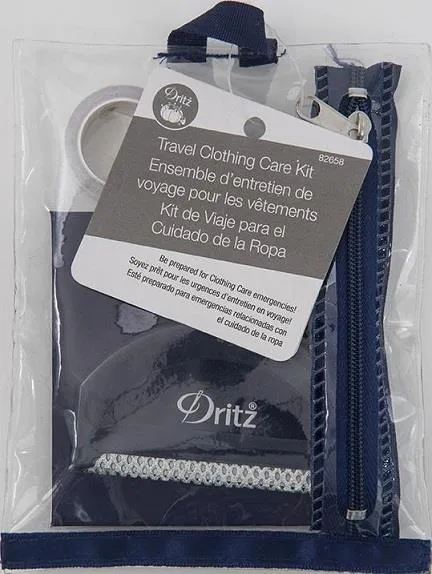 Dritz
82658
Travel Clothing Care Kit
Ensemble d'entretien de
voyage pour les vêtements
Kit de Viaje para el
Cuidado de la Ropa
Be prepared for Clothing Care emergencies!
Soyez prêt pour les urgences d'entretien en voyage!
Esté preparado para emergencias relacionadas con
el cuidado de la ropa
Dritz®